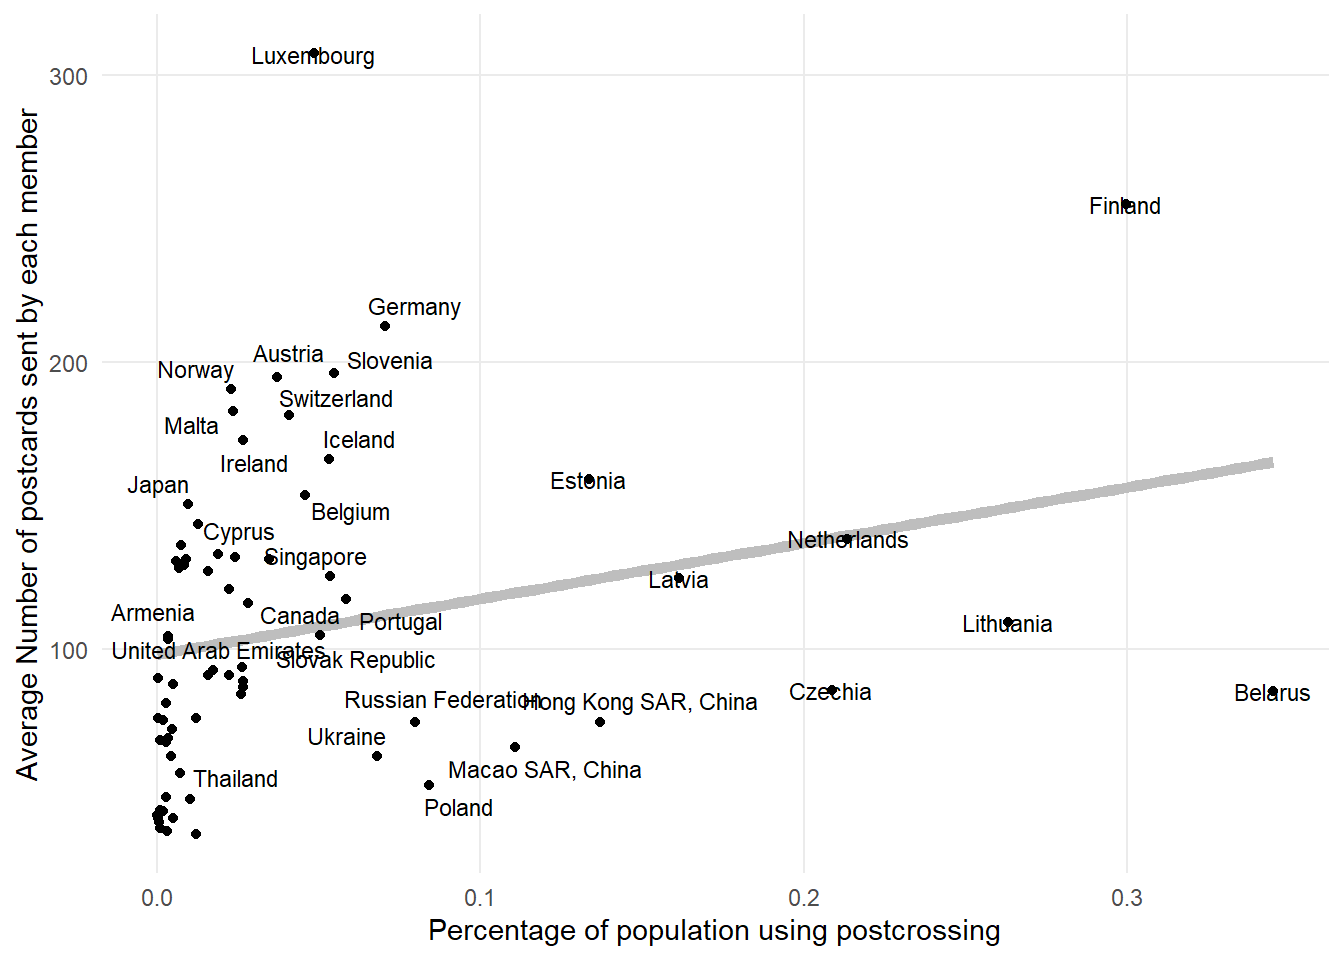 Luxembourg
300
Finland
Germany
Austria
Slovenia
200
Norway
Switzerland
Malta
Iceland
Ireland
Estonia
Japan
Belgium
Cyprus
Netherlands
Singapore
Latvia
Armenia
Canada
Portugal
Lithuania
100
United Arab Emirates
Slovak Republic
Czechia
Belarus
Russian Federation
Hong Kong SAR, China
Ukraine
Macao SAR, China
Thailand
Poland
0.0
0.1
0.2
0.3
Percentage of population using postcrossing
Average Number of postcards sent by each member